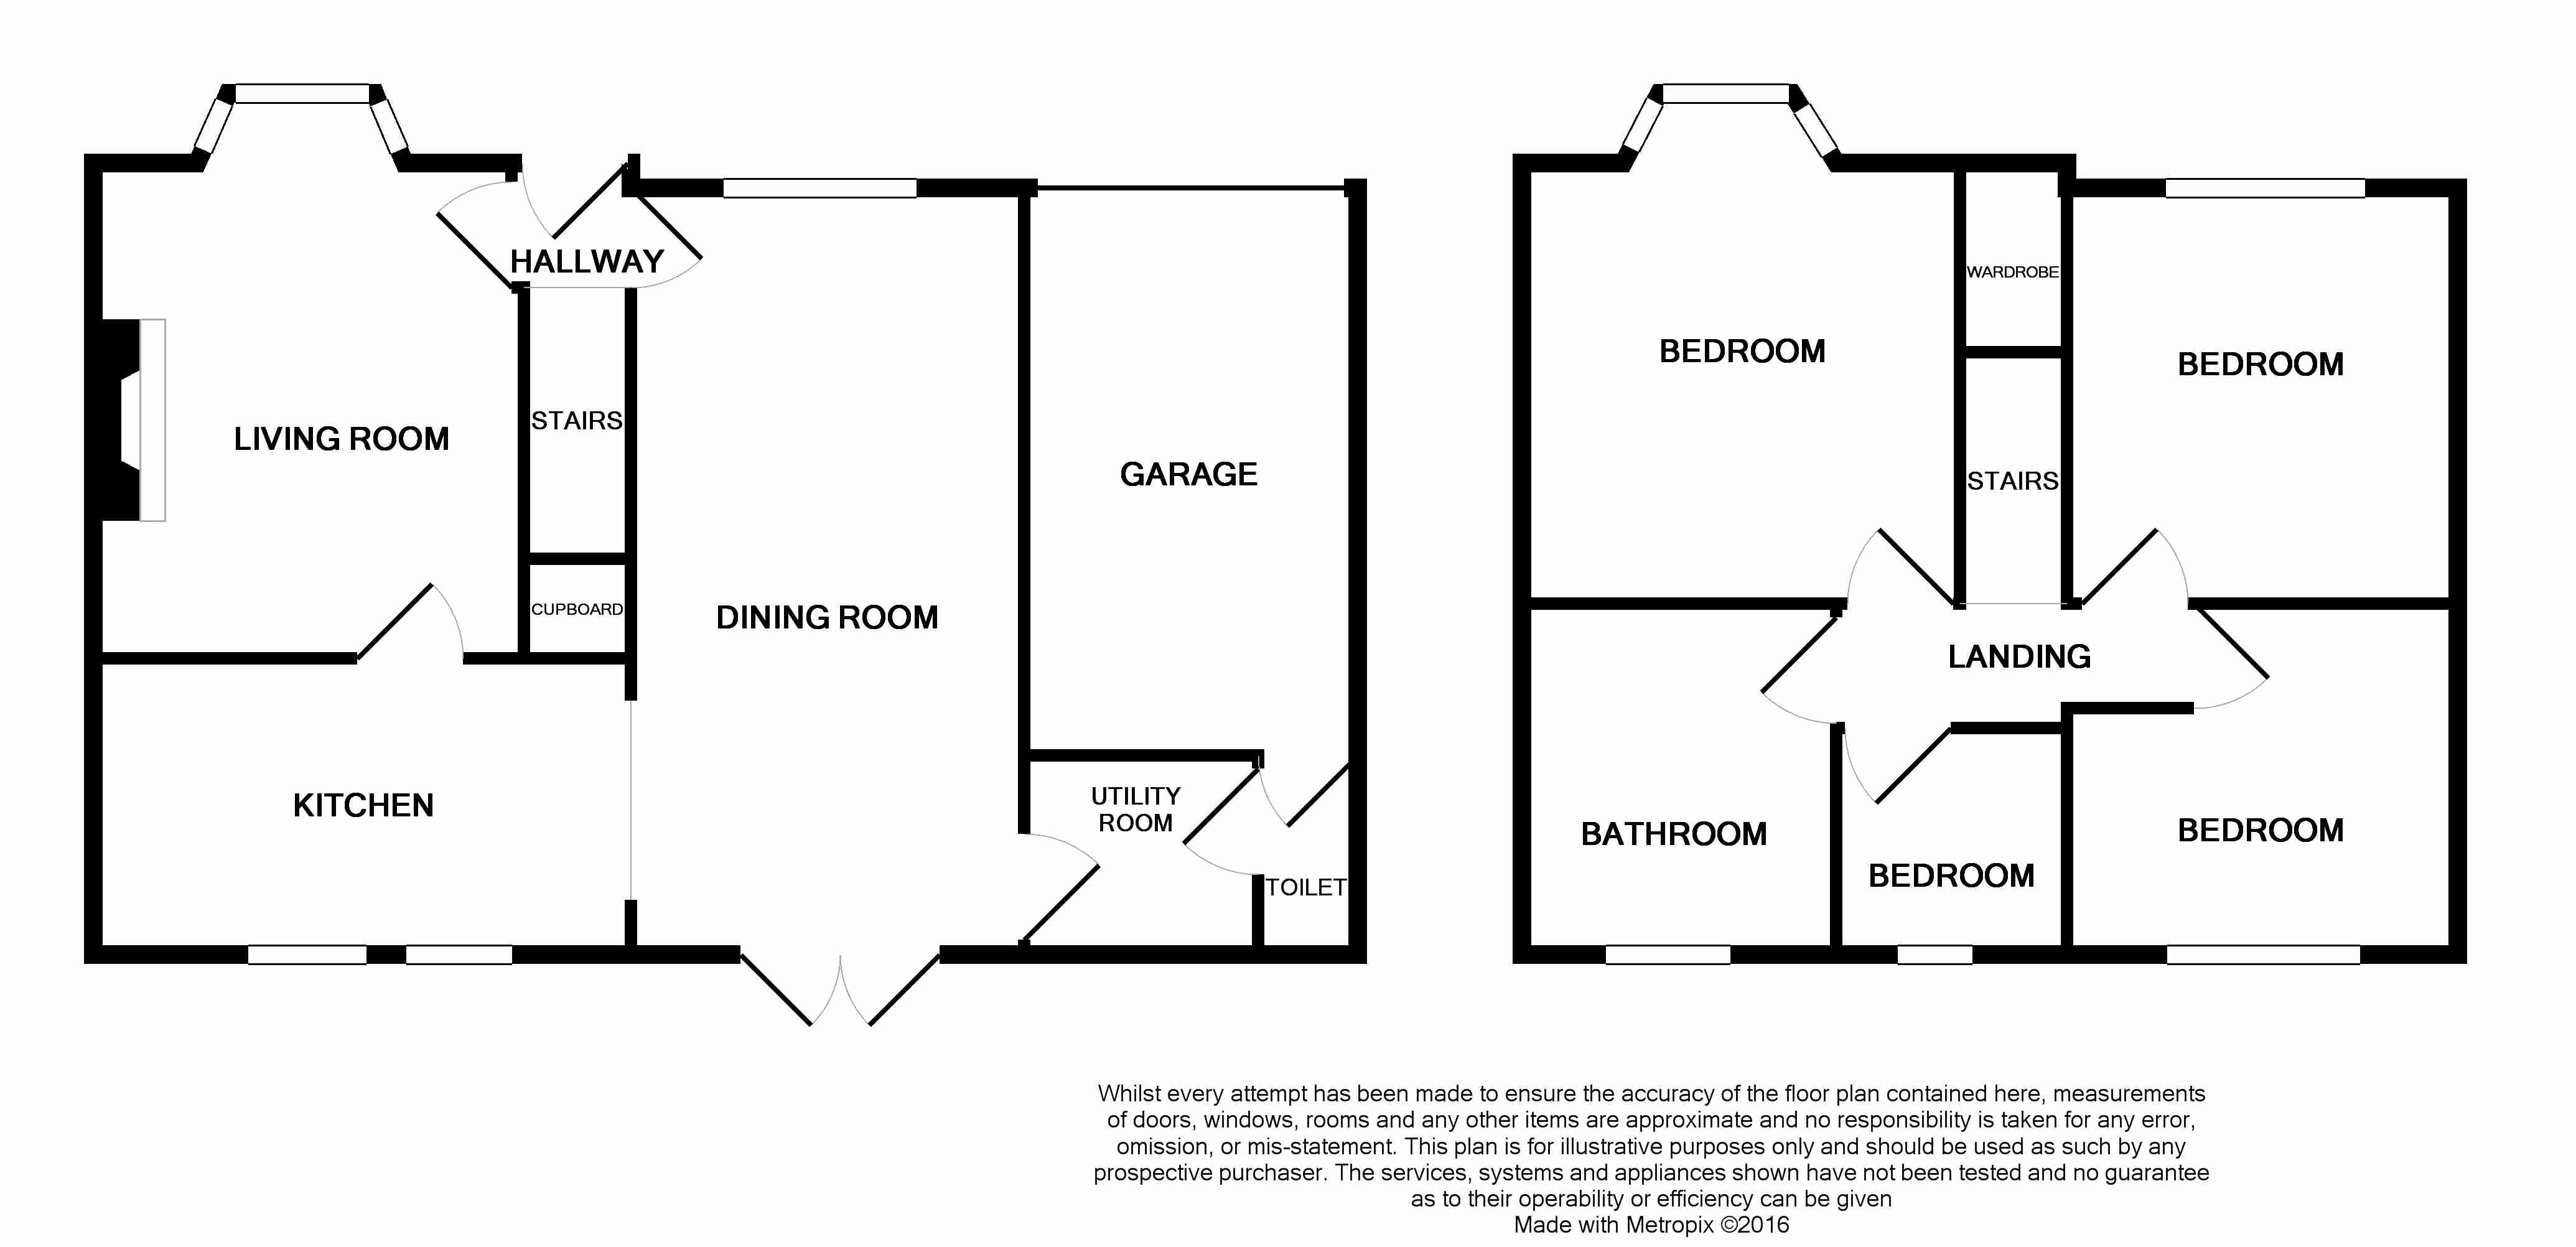 HALLWAY
STAIRS
LIVING ROOM
CUPBOARD
DINING ROOM
GARAGE
KITCHEN
UTILITY
ROOM
TOILET
BEDROOM
WARDROBE
BEDROOM
STAIRS
LANDING
BATHROOM
BEDROOM
BEDROOM
Whilst every attempt has been made to ensure the accuracy of the floor plan contained here, measurements
of doors, windows, rooms and any other items are approximate and no responsibility is taken for any error,
omission, or mis-statement. This plan is for illustrative purposes only and should be used as such by any
prospective purchaser. The services, systems and appliances shown have not been tested and no guarantee
as to their operability or efficiency can be given
Made with Metropix ©2016